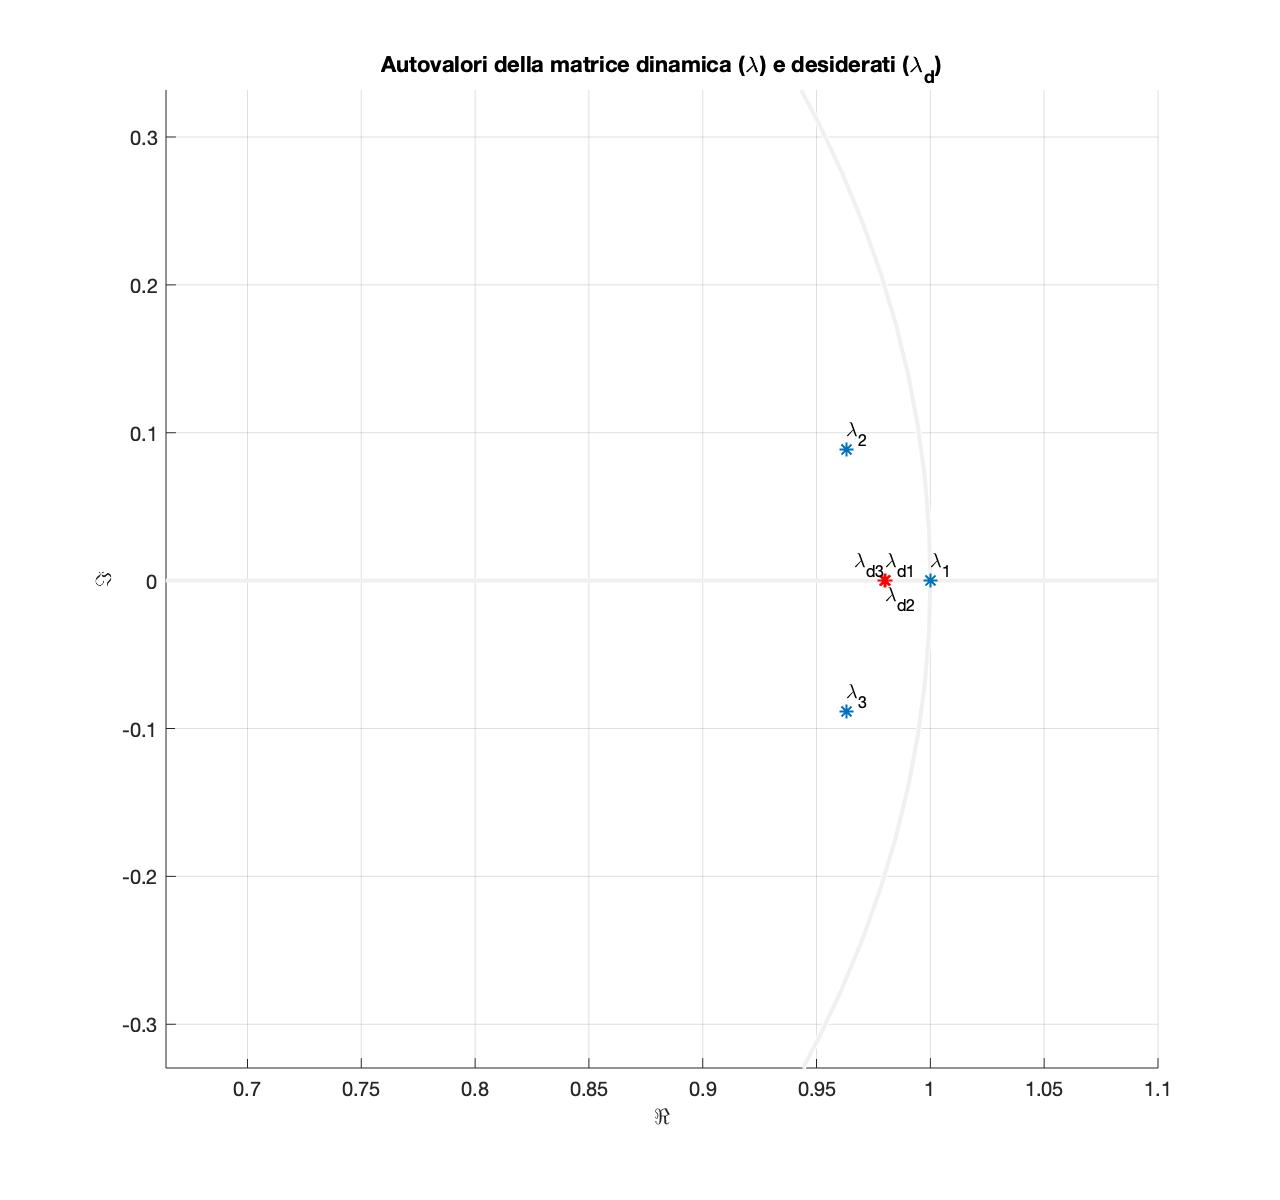 Autovalori della matrice dinamica (λ) e desiderati (λd)
0.3
0.2
0.1
λ2
ℑ
0
λd3 λd1
λ1
λd2
λ3
-0.1
-0.2
-0.3
0.7 0.75 0.8 0.85 0.9 0.95 1 1.05 1.1
ℜ